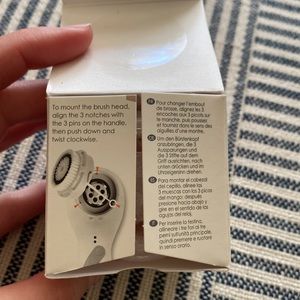 To mount the brush head,
align the 3 notches with
the 3 pins on the handle,
then push down and
twist clockwise.
FR Pour changer l'embout
de brosse, alignez les 3
encoches aux 3 picots sur
le manche, puis poussez
et tournez dans le sens des
aiguilles d'une montre.
DE Um den Bürstenkopf
anzubringen, die 3
Aussparungen und
die 3 Stifte auf dem
Griff ausrichten, nach
unten drücken und im
Uhrzeigersinn drehen.
ES Para montar el cabezal
del cepillo, alinee las
3 muescas con los 3 picos
del mango; después
presione hacia abajo y
gire en el sentido de las
agujas del reloj.
IT Per inserire la testina,
allineare i tre fori ai tre
perni sull'unità principale,
quindi premere e ruotare
in senso orario.